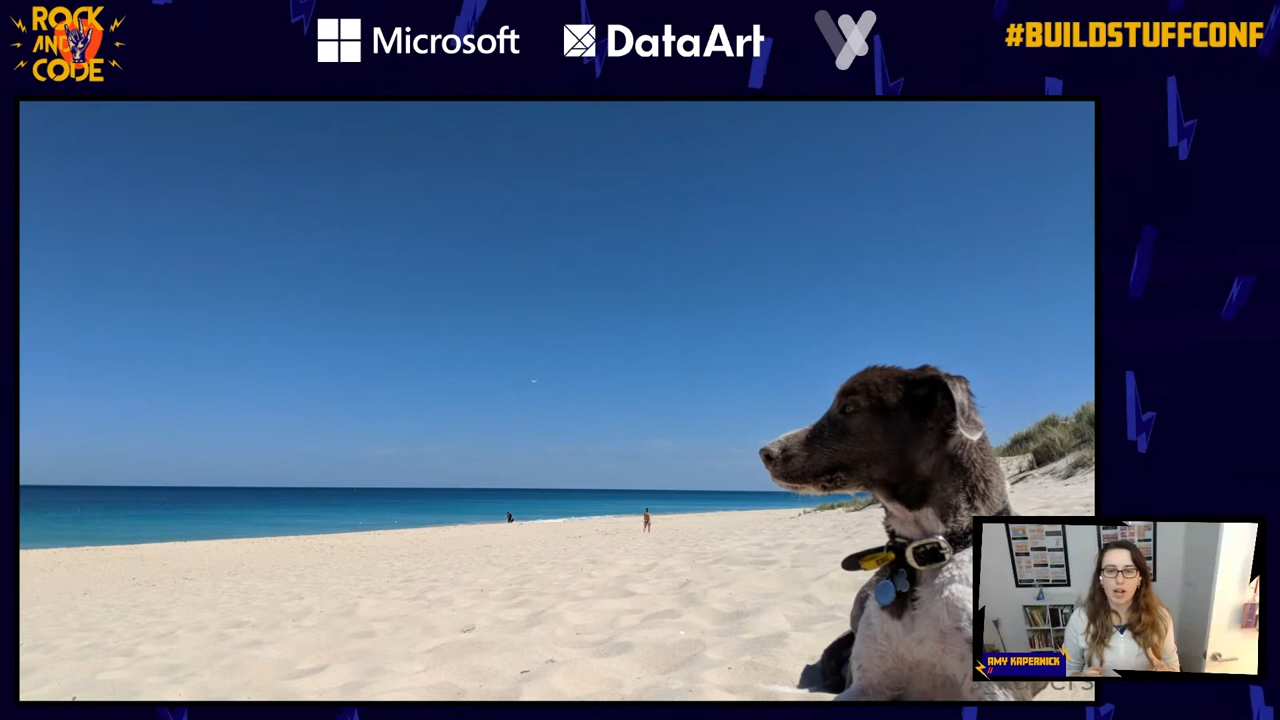 ROCK
AND
CODE
Microsoft
DataArt
#BUILDSTUFFCONF
AMY KAPERNICK